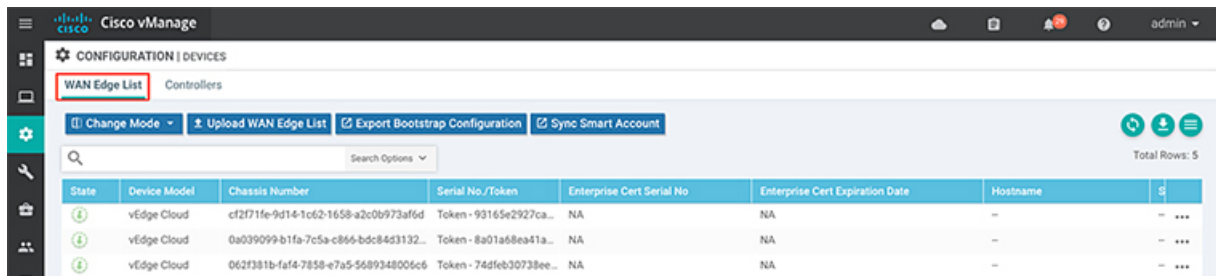 CISCO Cisco vManage 29 admin
CONFIGURATION | DEVICES
WAN Edge List Controllers
Change Mode Upload WAN Edge List Export Bootstrap Configuration Sync Smart Account
Search Options Total Rows: 5
State Device Model Chassis Number Serial No./Token Enterprise Cert Serial No Enterprise Cert Expiration Date Hostname S
vEdge Cloud cf2f71fe-9d14-1c62-1658-a2c0b973af6d Token - 93165e2927ca... NA NA -- -- •••
vEdge Cloud 0a039099-b1fa-7c5a-c866-bdc84d3132... Token - 8a01a68ea41a... NA NA -- -- •••
vEdge Cloud 062f381b-faf4-7858-e7a5-5689348006c6 Token - 74dfeb30738ee... NA NA -- -- •••